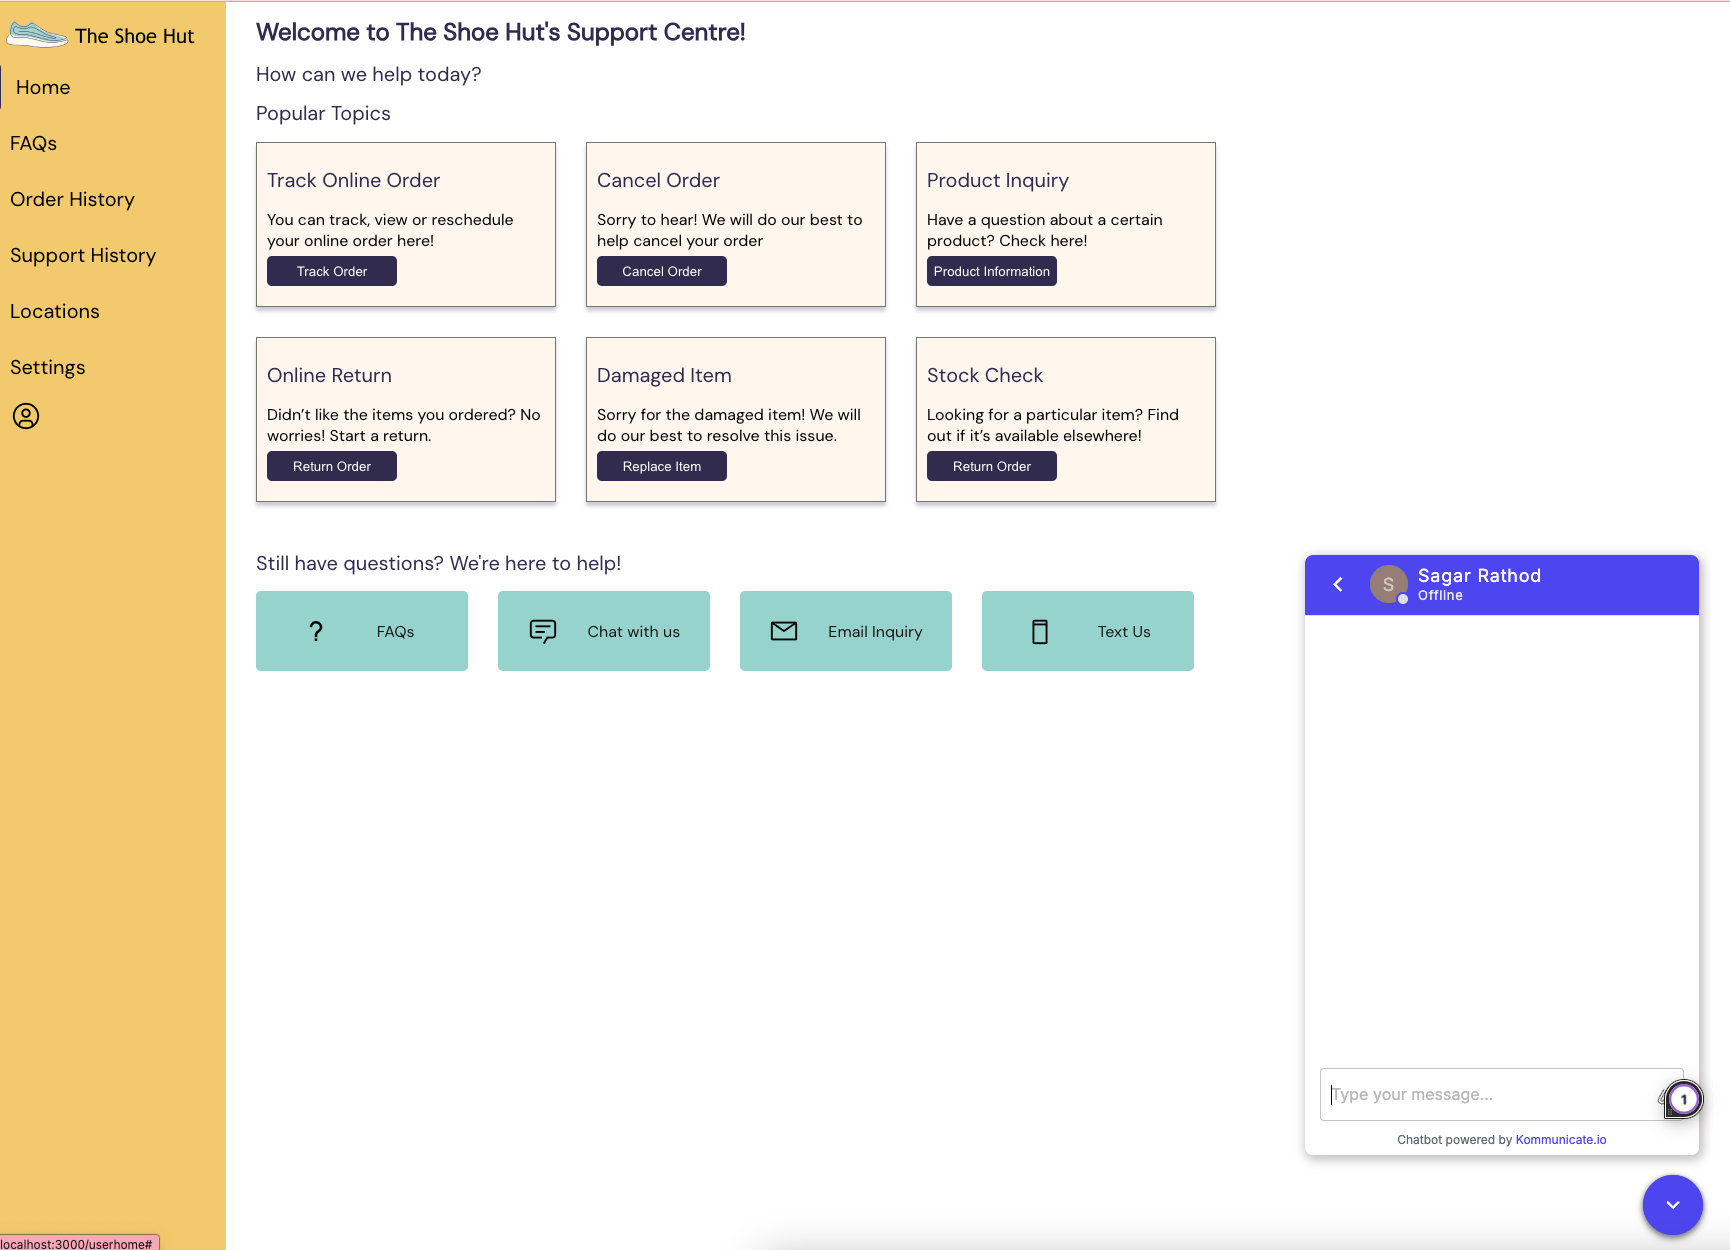 The Shoe Hut
Home
FAQs
Order History
Support History
Locations
Settings
Welcome to The Shoe Hut's Support Centre!
How can we help today?
Popular Topics
Track Online Order
You can track, view or reschedule
your online order here!
Track Order
Cancel Order
Sorry to hear! We will do our best to
help cancel your order
Cancel Order
Product Inquiry
Have a question about a certain
product? Check here!
Product Information
Online Return
Didn’t like the items you ordered? No
worries! Start a return.
Return Order
Damaged Item
Sorry for the damaged item! We will
do our best to resolve this issue.
Replace Item
Stock Check
Looking for a particular item? Find
out if it’s available elsewhere!
Return Order
Still have questions? We're here to help!
? FAQs
Chat with us
Email Inquiry
Text Us
S
Sagar Rathod
Offline
Type your message...
1
Chatbot powered by Kommunicate.io
localhost:3000/userhome#